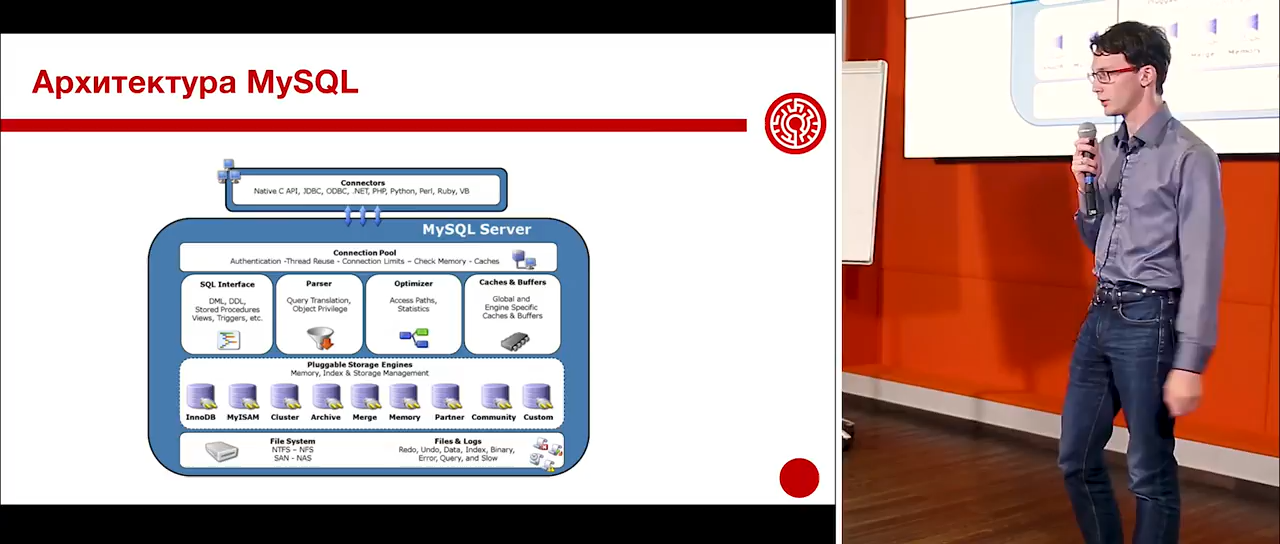 Архитектура MySQL
Connectors
Native C API, JDBC, ODBC, .NET, PHP, Python, Perl, Ruby, VB
MySQL Server
Connection Pool
Authentication -Thread Reuse - Connection Limits – Check Memory - Caches
SQL Interface
DML, DDL,
Stored Procedures
Views, Triggers, etc.
Parser
Query Translation,
Object Privilege
Optimizer
Access Paths,
Statistics
Caches & Buffers
Global and
Engine Specific
Caches & Buffers
Pluggable Storage Engines
Memory, Index & Storage Management
InnoDB MyISAM Cluster Archive Merge Memory Partner Community Custom
File System
NTFS – NFS
SAN - NAS
Files & Logs
Redo, Undo, Data, Index, Binary,
Error, Query, and Slow